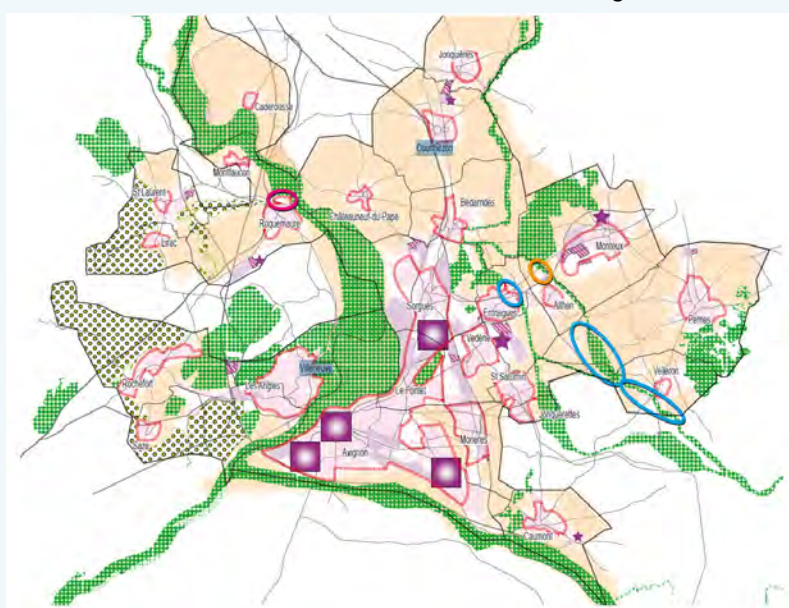 Jonquières
Caderousse
Courthézon
Montfaucon
St Laurent
Châteauneuf-du-Pape
Bédarrides
Roquemaure
Lirac
Monteux
Sorgues
Entraigues
Althen
Pernes
Vedène
Villeneuve
Rochefort
Les Angles
St Saturnin
Velleron
Le Pontet
Jonquerettes
Saze
Morières
Avignon
Caumont